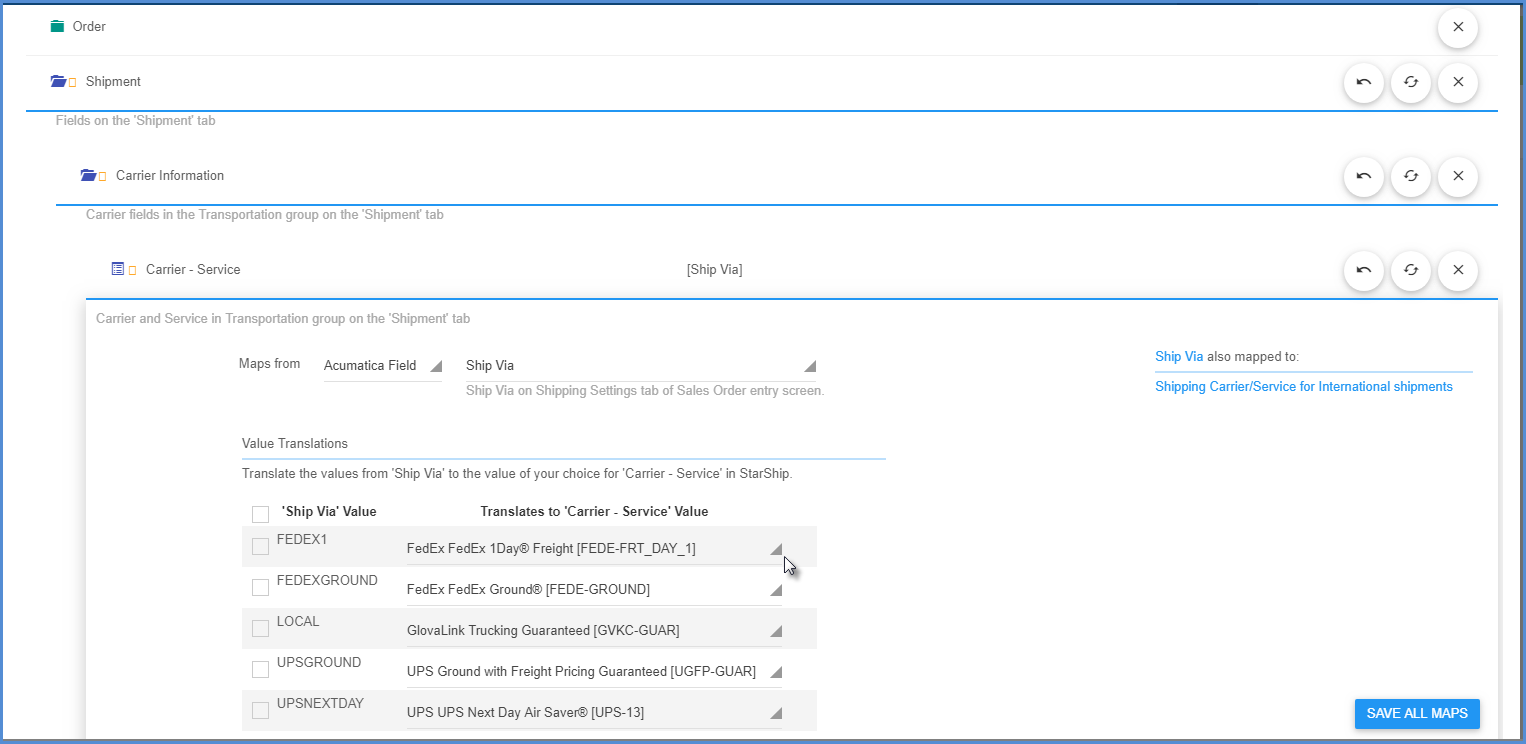 Order
Shipment
Fields on the 'Shipment' tab
Carrier Information
Carrier fields in the Transportation group on the 'Shipment' tab
Carrier - Service [Ship Via]
Carrier and Service in Transportation group on the 'Shipment' tab
Maps from Acumatica Field Ship Via
Ship Via on Shipping Settings tab of Sales Order entry screen.
Ship Via also mapped to:
Shipping Carrier/Service for International shipments
Value Translations
Translate the values from 'Ship Via' to the value of your choice for 'Carrier - Service' in StarShip.
'Ship Via' Value Translates to 'Carrier - Service' Value
FEDEX1 FedEx FedEx 1Day® Freight [FEDE-FRT_DAY_1]
FEDEXGROUND FedEx FedEx Ground® [FEDE-GROUND]
LOCAL GlovaLink Trucking Guaranteed [GVKC-GUAR]
UPSGROUND UPS Ground with Freight Pricing Guaranteed [UGFP-GUAR]
UPSNEXTDAY UPS UPS Next Day Air Saver® [UPS-13]
SAVE ALL MAPS